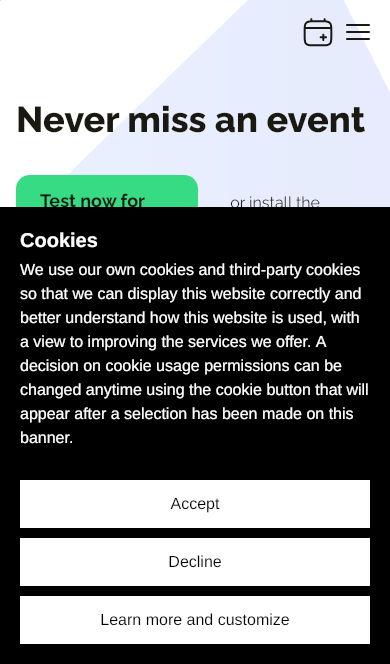 Never miss an event
Test now for
or install the
Cookies
We use our own cookies and third-party cookies
so that we can display this website correctly and
better understand how this website is used, with
a view to improving the services we offer. A
decision on cookie usage permissions can be
changed anytime using the cookie button that will
appear after a selection has been made on this
banner.
Accept
Decline
Learn more and customize